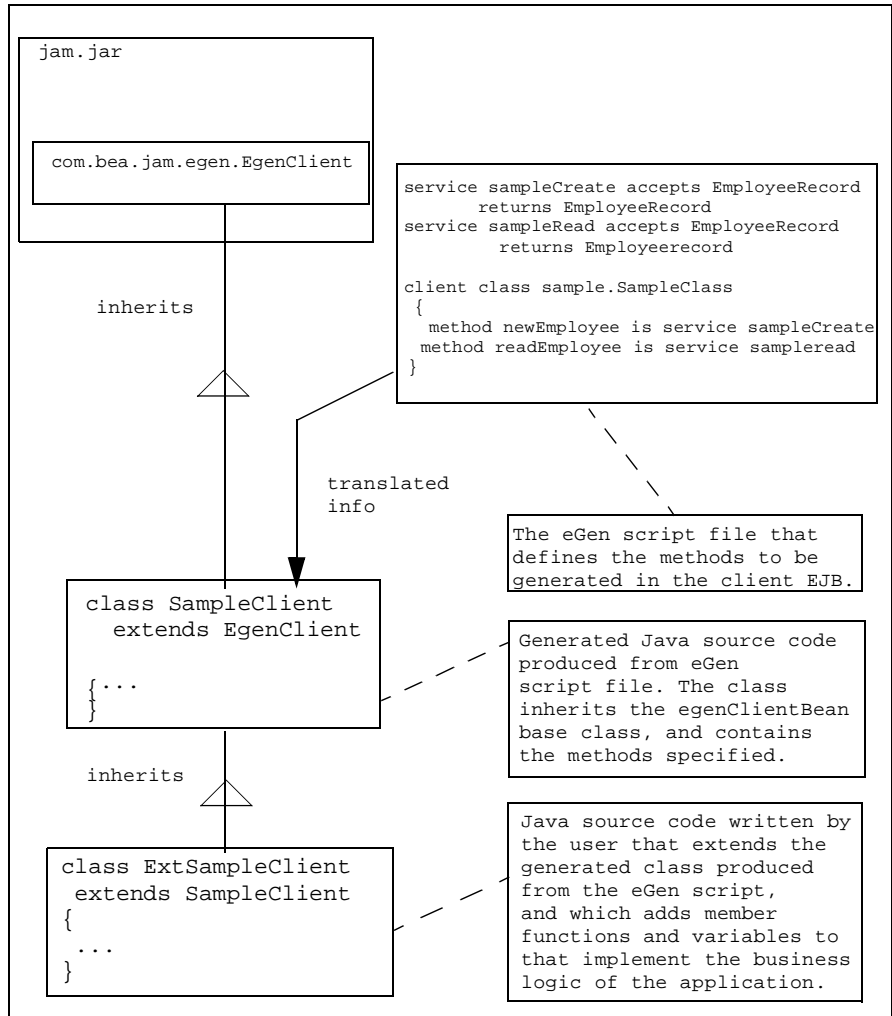 jam.jar
com.bea.jam.egen.EgenClient
service sampleCreate accepts EmployeeRecord
returns EmployeeRecord
service sampleRead accepts EmployeeRecord
returns Employeerecord
client class sample.SampleClass
{
method newEmployee is service sampleCreate
method readEmployee is service sampleread
}
inherits
translated
info
The eGen script file that
defines the methods to be
generated in the client EJB.
class SampleClient
extends EgenClient
{...
}
Generated Java source code
produced from eGen
script file. The class
inherits the egenClientBean
base class, and contains
the methods specified.
inherits
class ExtSampleClient
extends SampleClient
{
...
}
Java source code written by
the user that extends the
generated class produced
from the eGen script,
and which adds member
functions and variables to
that implement the business
logic of the application.